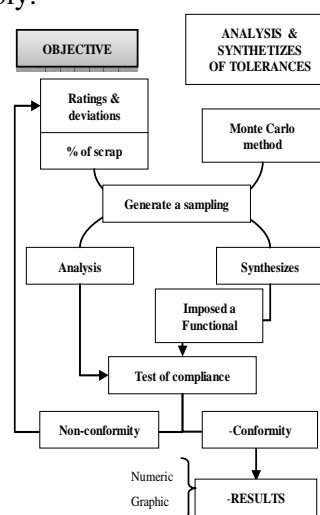 ory.
OBJECTIVE
ANALYSIS &
SYNTHETIZES
OF TOLERANCES
Ratings &
deviations
% of scrap
Monte Carlo
method
Generate a sampling
Analysis
Synthesizes
Imposed a
Functional
Test of compliance
Non-conformity
-Conformity
Numeric
Graphic
-RESULTS